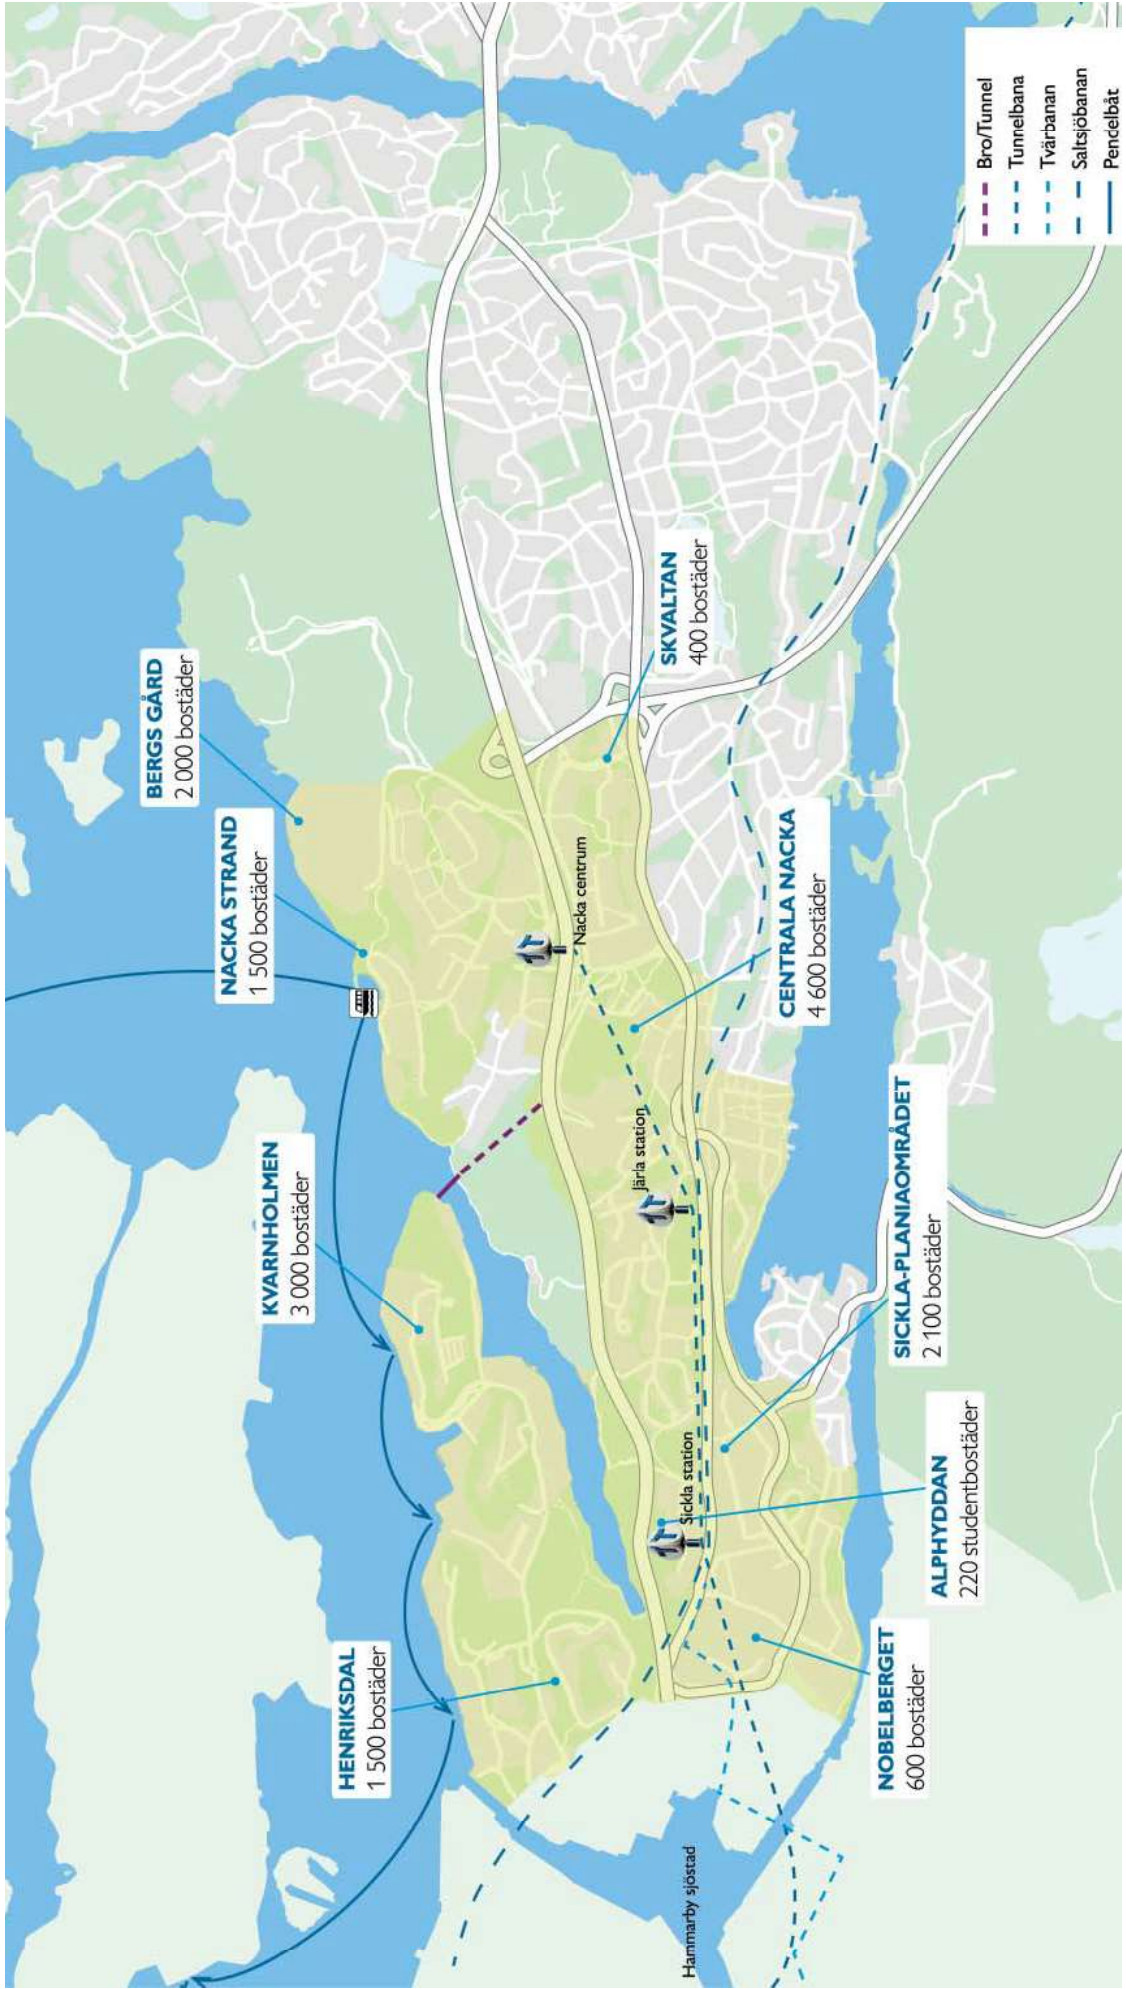 BERGS GÅRD
2 000 bostäder
NACKA STRAND
1 500 bostäder
KVARNHOLMEN
3 000 bostäder
HENRIKSDAL
1 500 bostäder
Nacka centrum
Järla station
Sickla station
Hammarby sjöstad
SKVALTAN
400 bostäder
CENTRALA NACKA
4 600 bostäder
SICKLA-PLANIAOMRÅDET
2 100 bostäder
ALPHYDDAN
220 studentbostäder
NOBELBERGET
600 bostäder
Bro/Tunnel
Tunnelbana
Tvärbanan
Saltsjöbanan
Pendelbåt